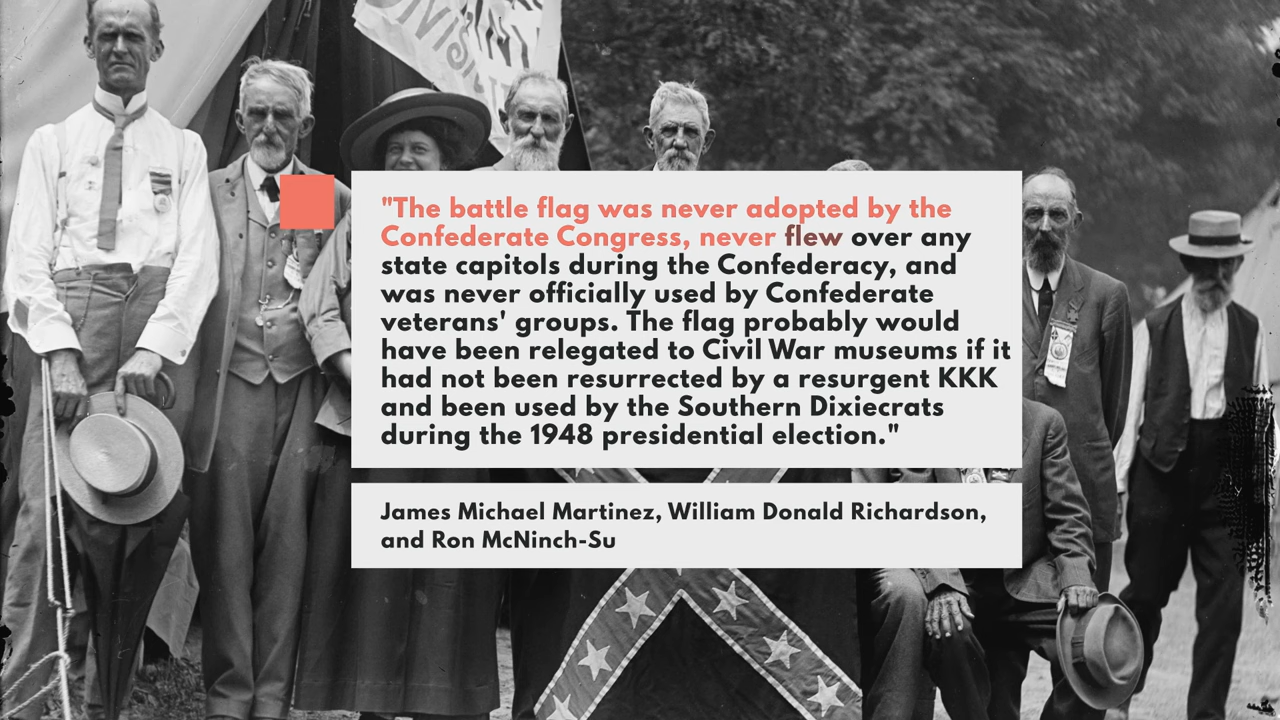 "The battle flag was never adopted by the
Confederate Congress, never flew over any
state capitols during the Confederacy, and
was never officially used by Confederate
veterans' groups. The flag probably would
have been relegated to Civil War museums if it
had not been resurrected by a resurgent KKK
and been used by the Southern Dixiecrats
during the 1948 presidential election."
James Michael Martinez, William Donald Richardson,
and Ron McNinch-Su